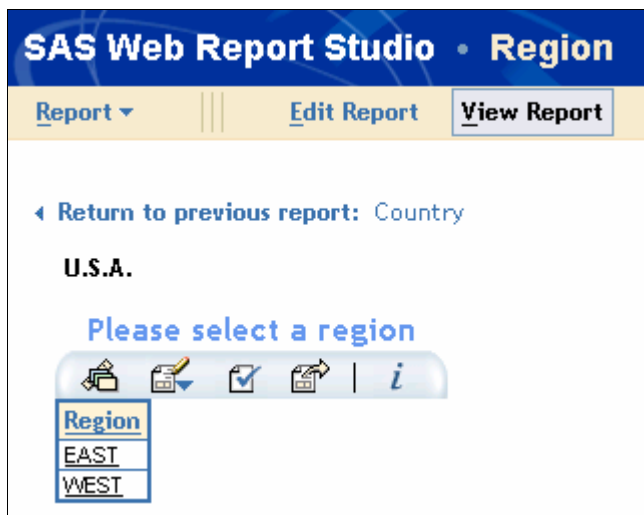 SAS Web Report Studio • Region
Report Edit Report View Report
Return to previous report: Country
U.S.A.
Please select a region
i
Region
EAST
WEST